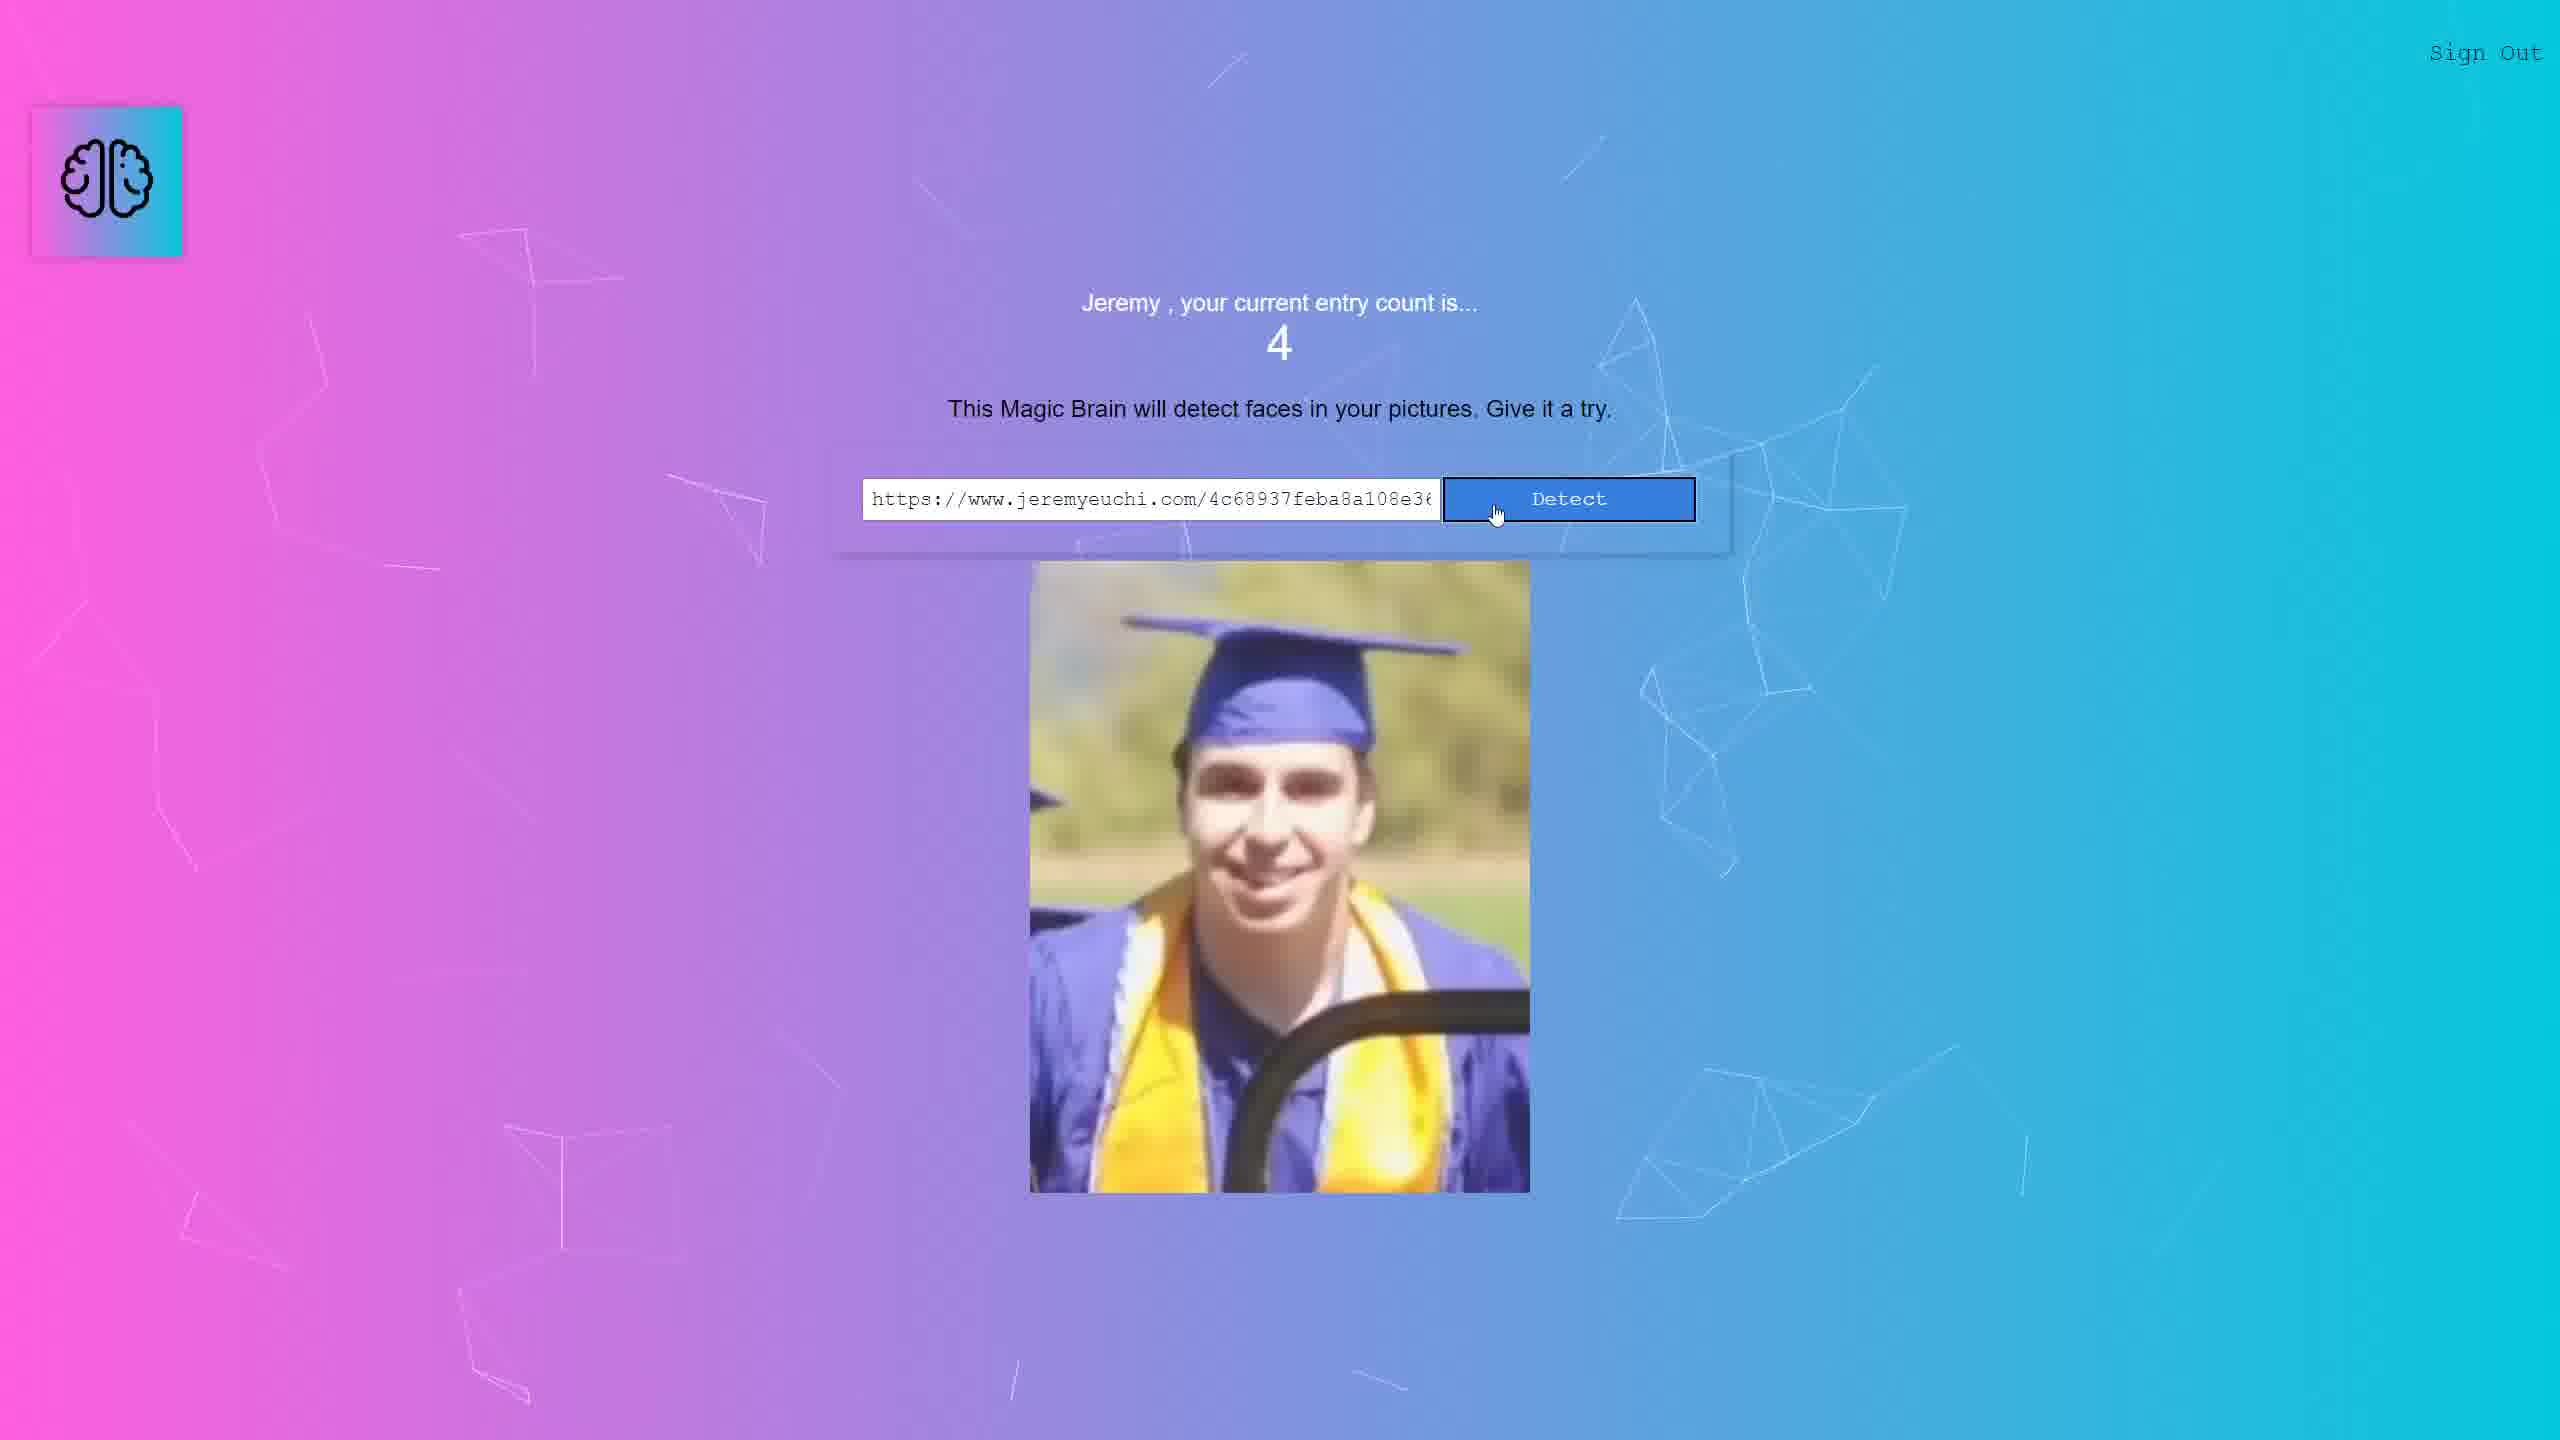 Sign Out
Jeremy , your current entry count is...
4
This Magic Brain will detect faces in your pictures. Give it a try.
https://www.jeremyeuchi.com/4c68937feba8a108e36
Detect